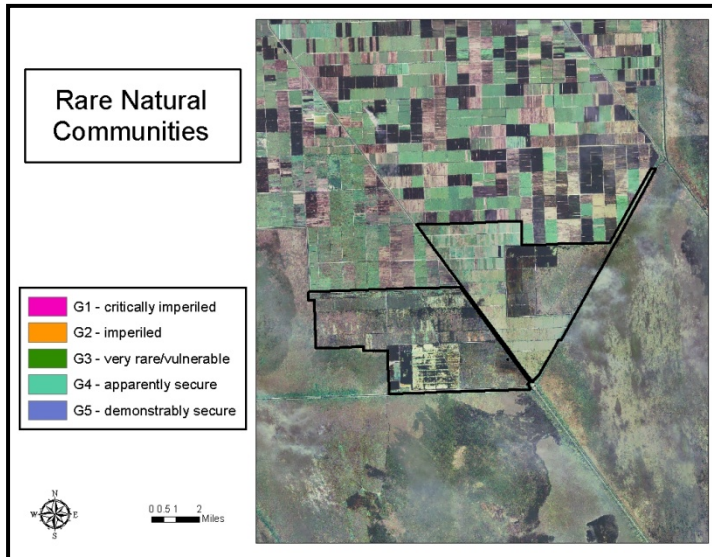 Rare Natural
Communities
G1 - critically imperiled
G2 - imperiled
G3 - very rare/vulnerable
G4 - apparently secure
G5 - demonstrably secure
N
W E
S
0 0.5 1 2
Miles